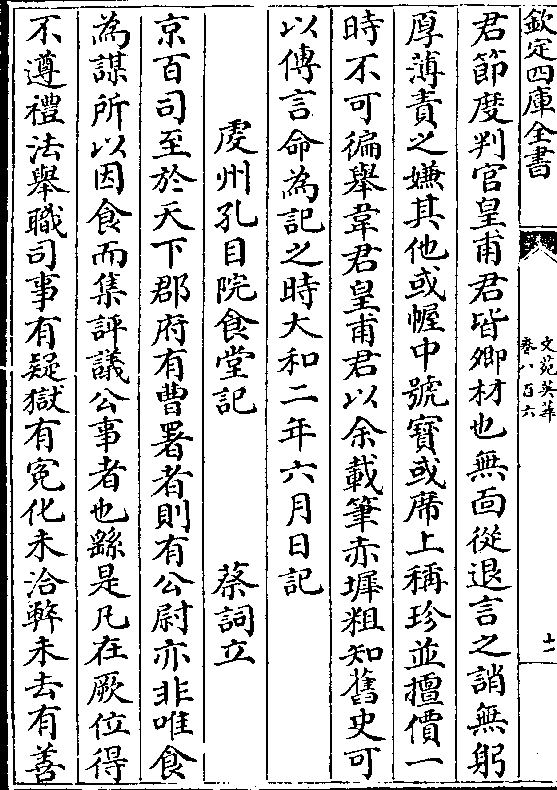 欽定四庫全書
文苑英華
卷八百六
十一
君節度判官皇甫君皆卿材也無面從退言之誚無躬
厚薄責之嫌其他或幄中號寳或席上稱珍並擅價一
時不可徧舉韋君皇甫君以余載筆赤墀粗知舊史可
以傳言命為記之時大和二年六月日記
虔州孔目院食堂記 蔡詞立
京百司至於天下郡府有曹署者則有公㕑亦非唯食
為謀所以因食而集評議公事者也繇是凡在厥位得
不遵禮法舉職司事有疑獄有寃化未洽弊未去有善